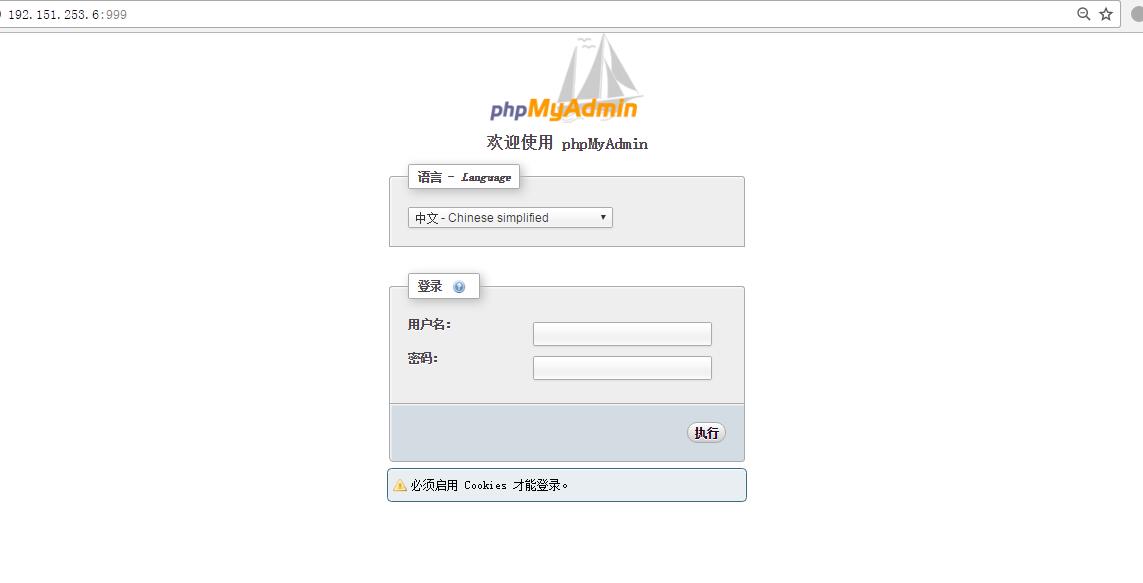 192.151.253.6:999
phpMyAdmin
欢迎使用 phpMyAdmin
语言 - Language
中文 - Chinese simplified
登录
用户名：
密码：
执行
必须启用 Cookies 才能登录。